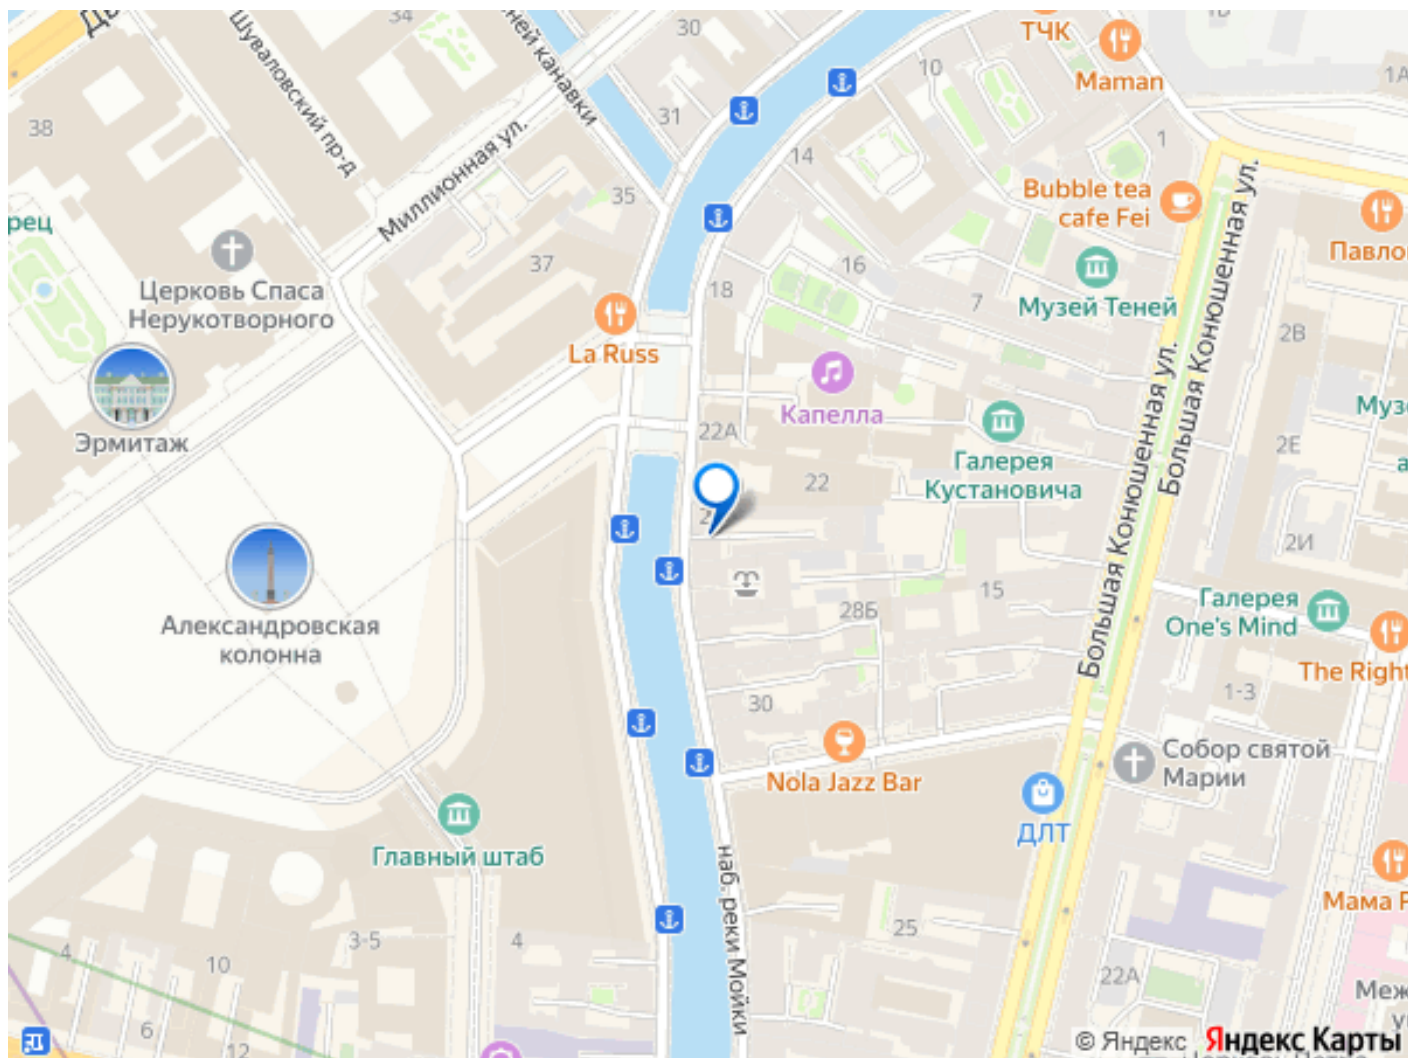 34
30
ТЧК
Maman
10
1А
38
Шуваловский пр-д
ней канавки
31
Миллионная ул.
14
1
35
Bubble tea
cafe Fei
Большая Конюшенная ул.
Павло
рец
Церковь Спаса
Нерукотворного
37
16
18
7
Музей Теней
2В
La Russ
Эрмитаж
Капелла
22А
Музе
а
2Е
Галерея
Кустановича
22
Большая Конюшенная ул.
2И
Александровская
колонна
28Б
15
Галерея
One's Mind
The Right
1-3
30
Nola Jazz Bar
Собор святой
Марии
ДЛТ
Главный штаб
наб. реки Мойки
Мама Р
25
4
3-5
4
10
22А
Меж
у
6
12
© Яндекс Яндекс Карты